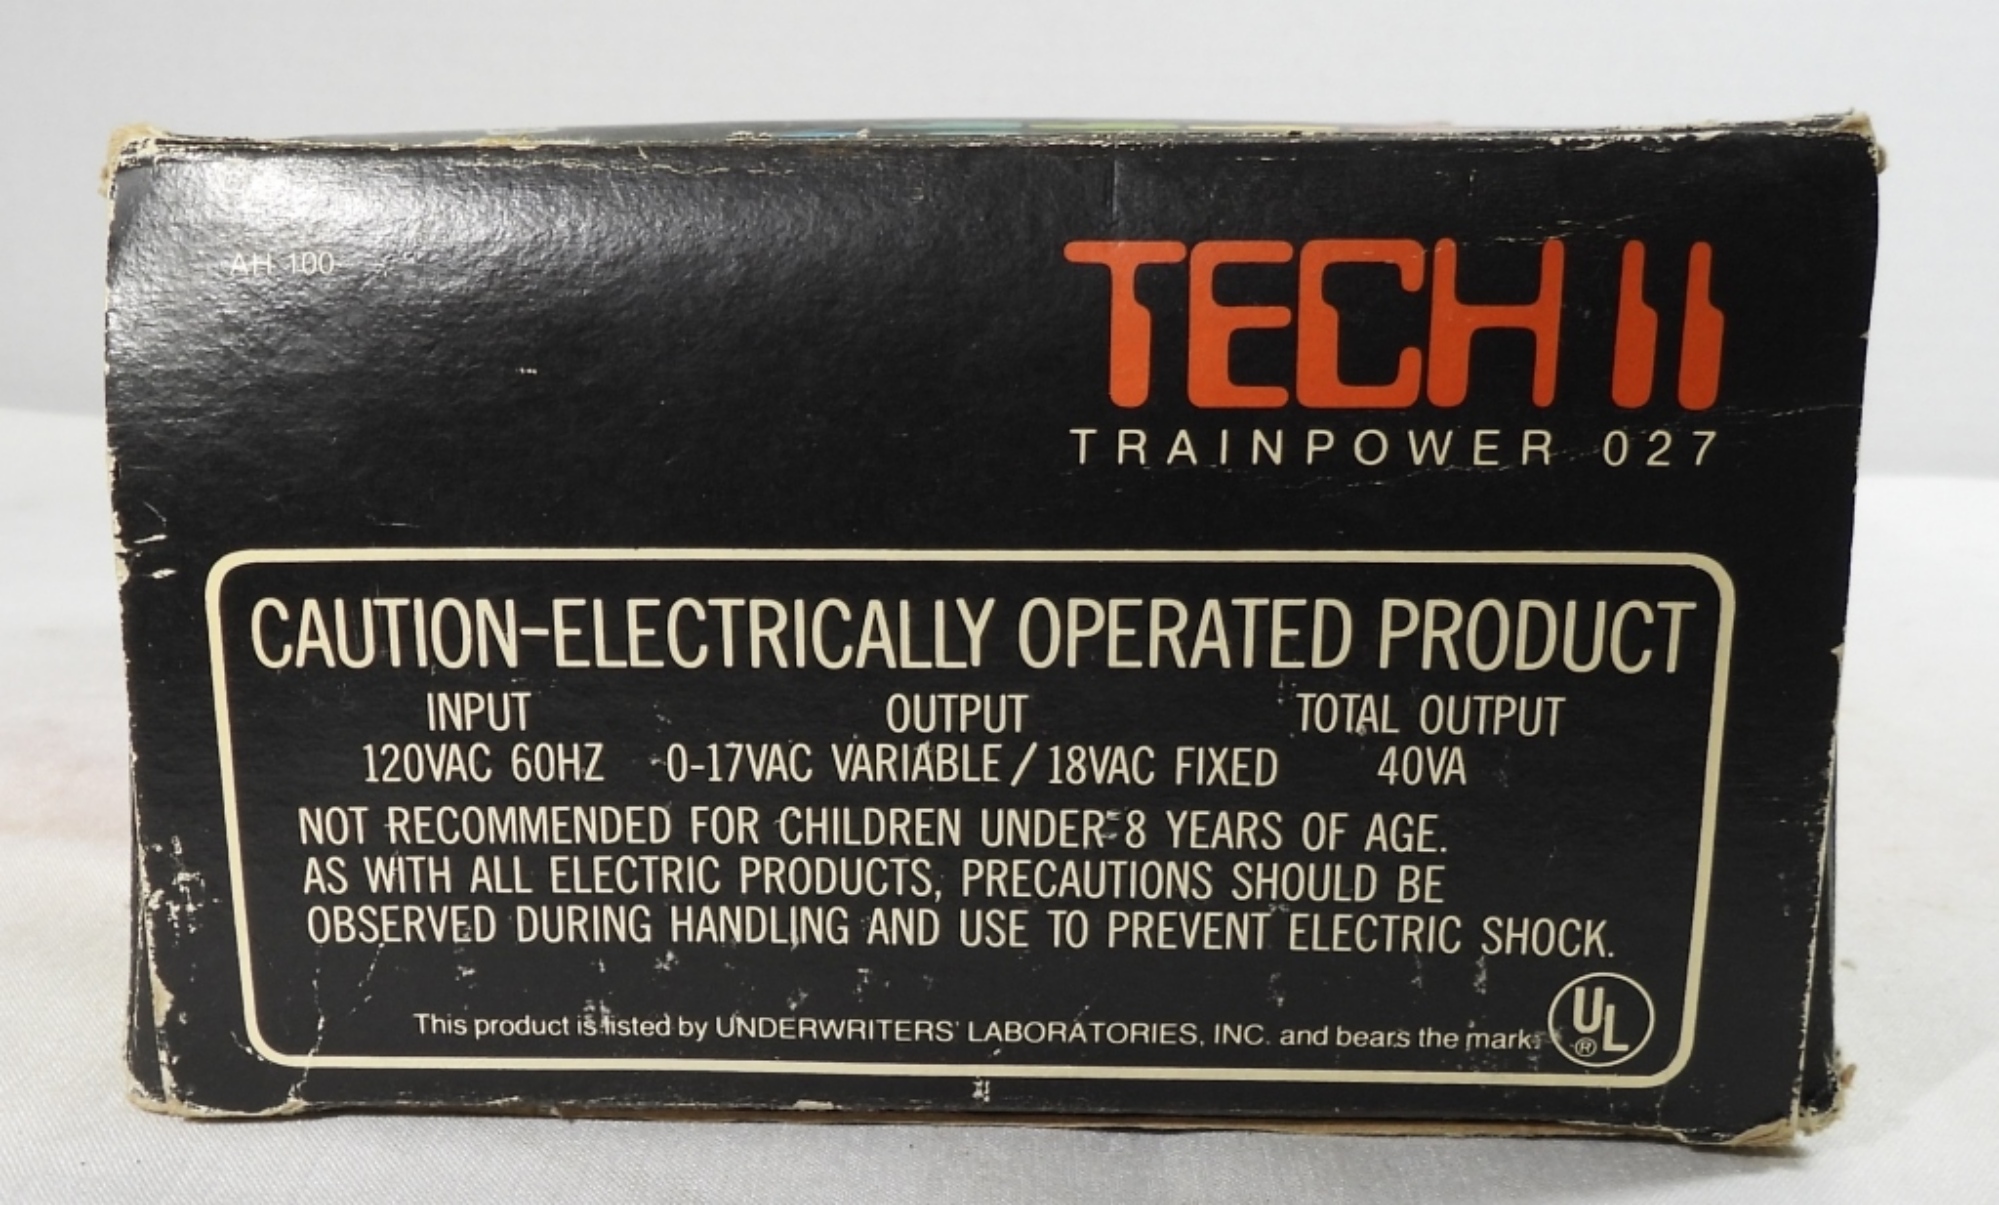 AH 100
TECH II
TRAINPOWER 027
CAUTION-ELECTRICALLY OPERATED PRODUCT
INPUT OUTPUT TOTAL OUTPUT
120VAC 60HZ 0-17VAC VARIABLE / 18VAC FIXED 40VA
NOT RECOMMENDED FOR CHILDREN UNDER 8 YEARS OF AGE.
AS WITH ALL ELECTRIC PRODUCTS, PRECAUTIONS SHOULD BE
OBSERVED DURING HANDLING AND USE TO PREVENT ELECTRIC SHOCK.
This product is listed by UNDERWRITERS' LABORATORIES, INC. and bears the mark: UL ®